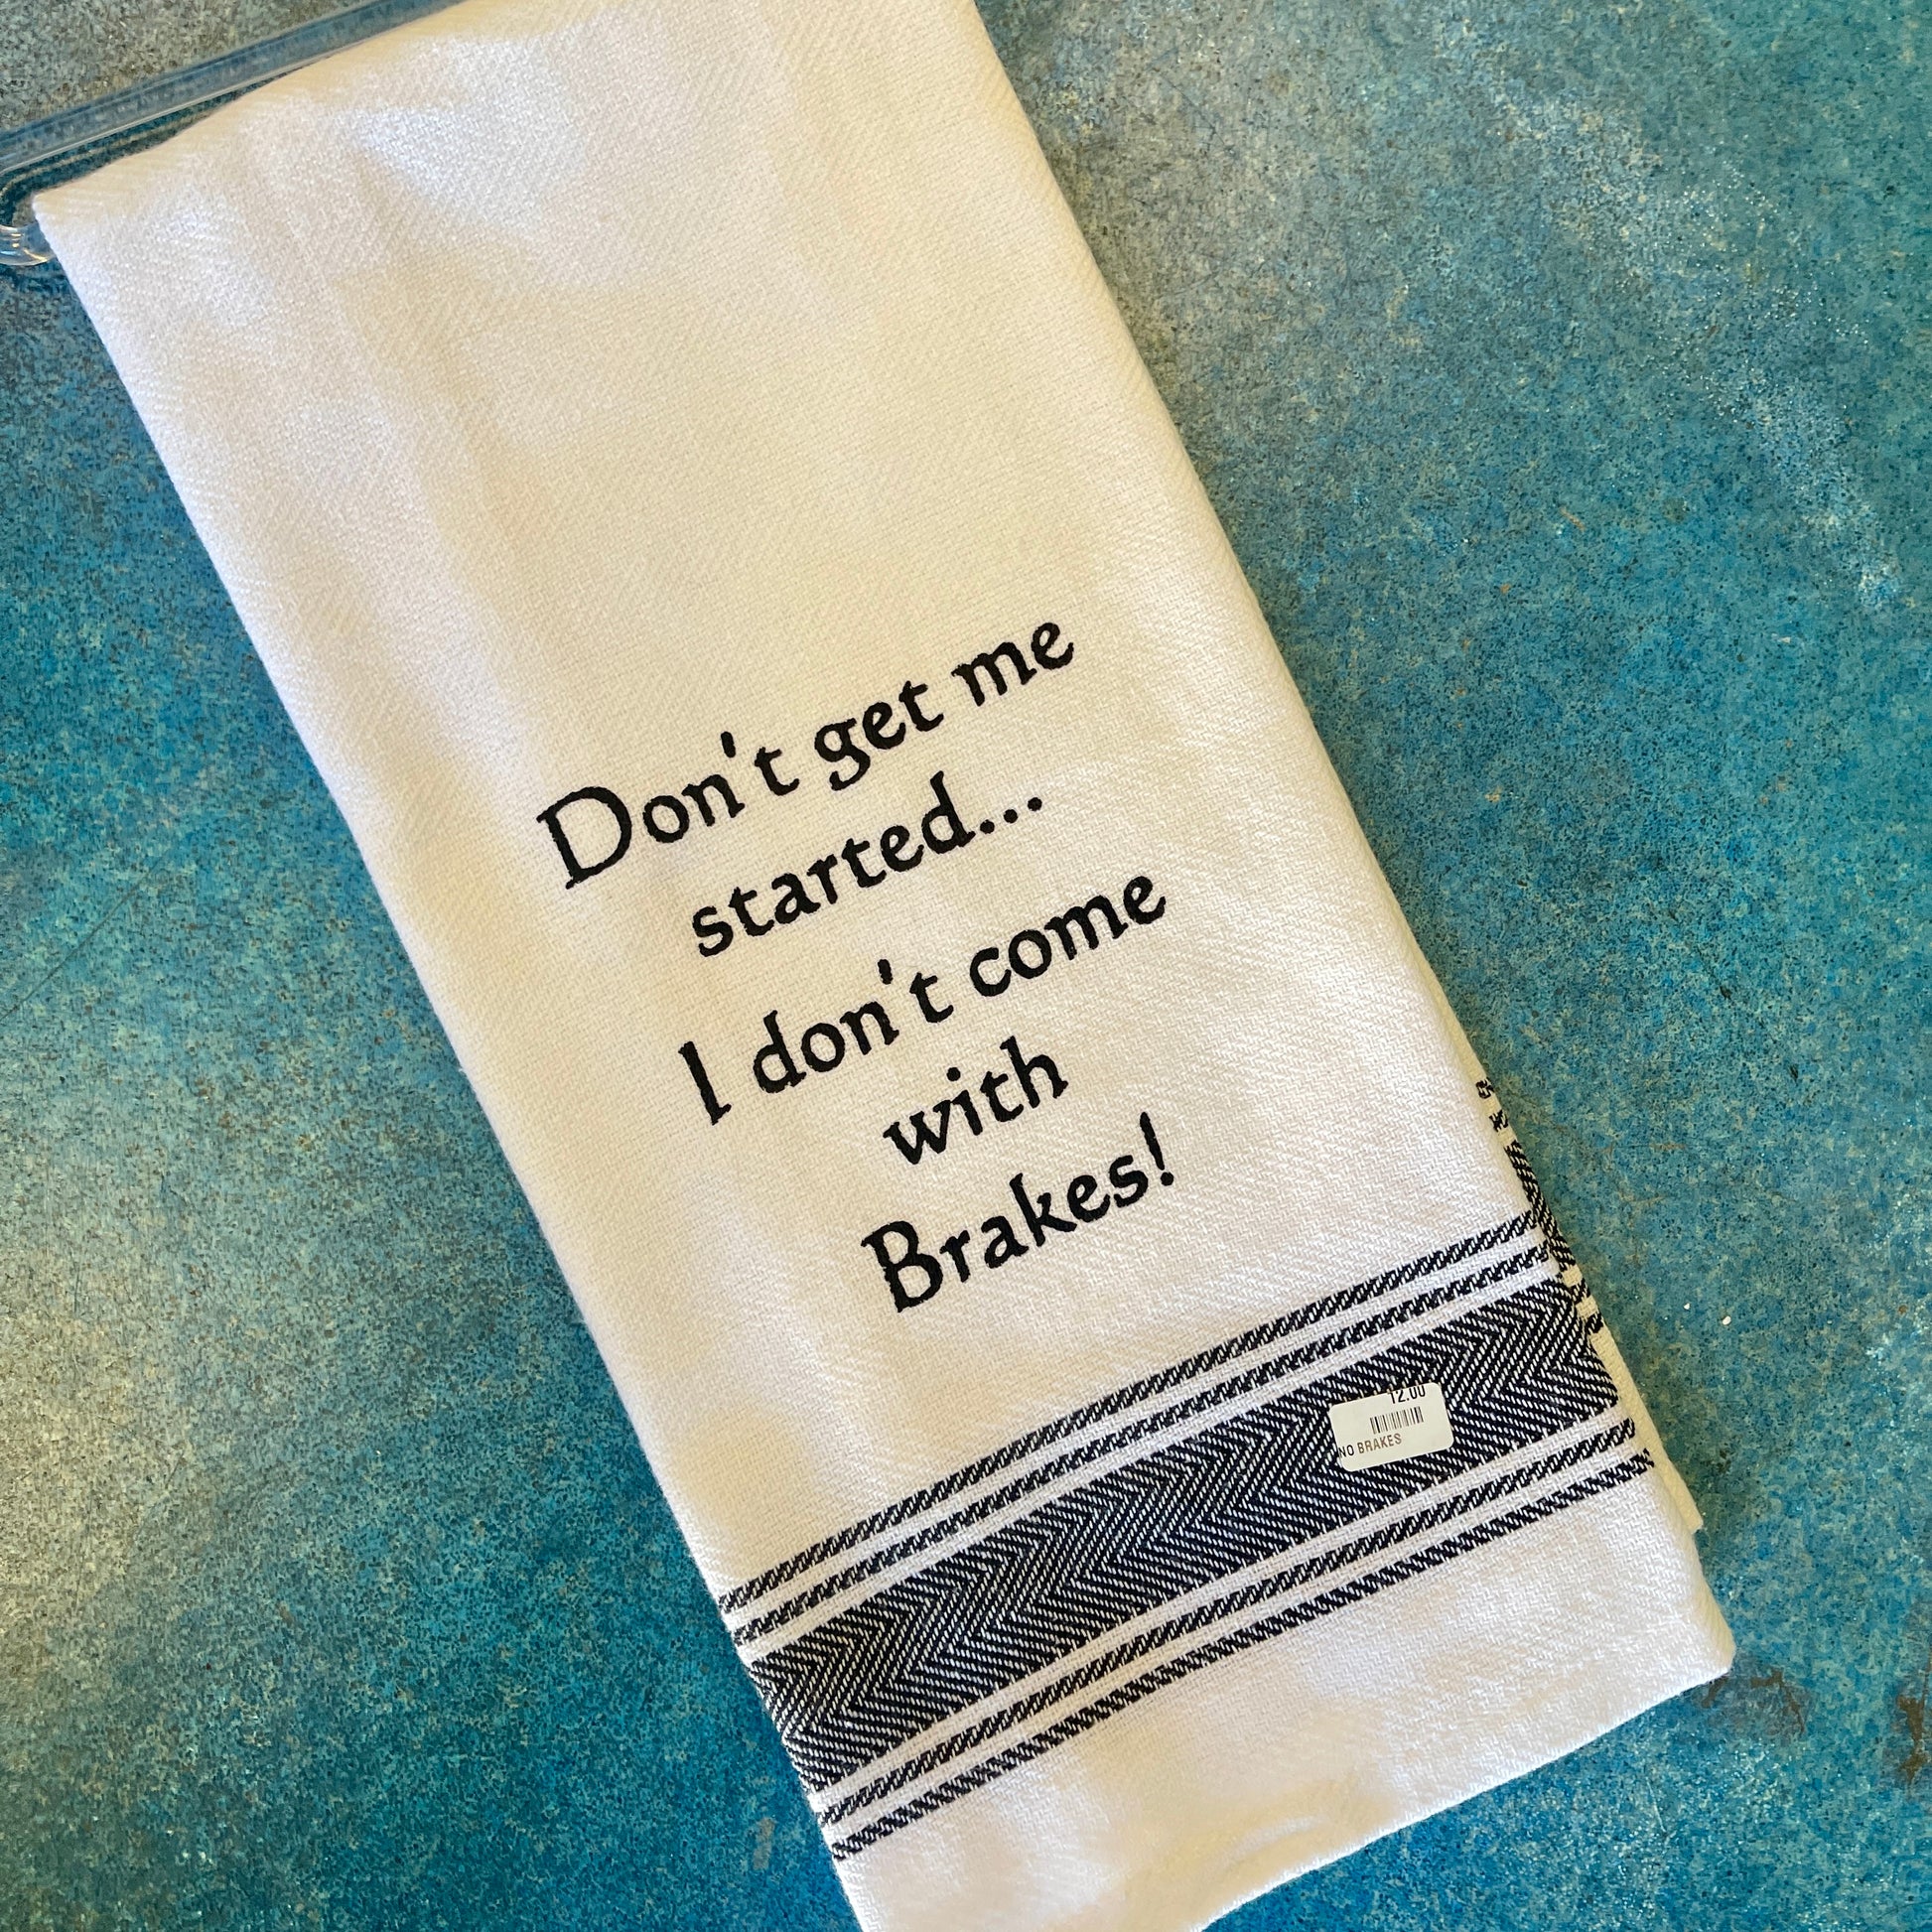 Don't get me
started...
I don't come
with
Brakes!
12.00
NO BRAKES